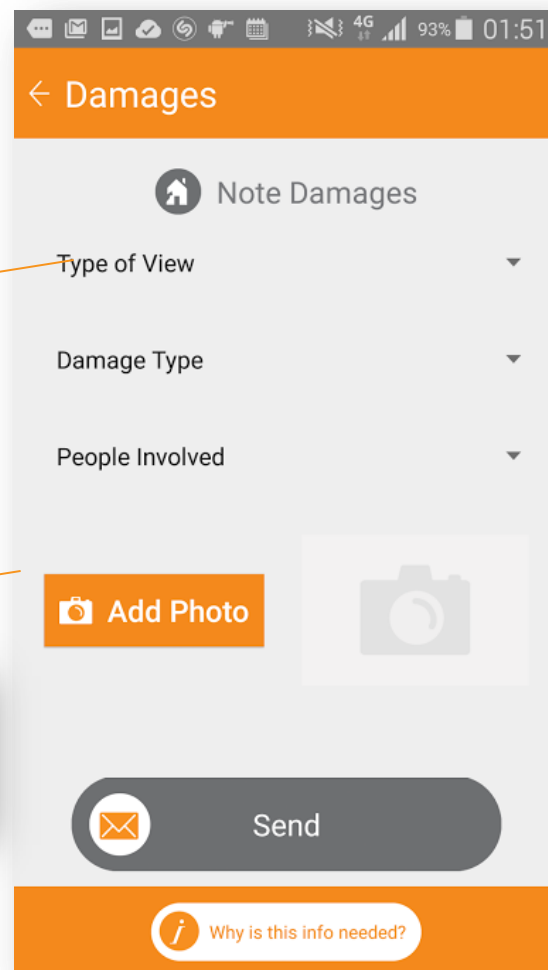 4G 93% 01:51
Damages
Note Damages
Type of View
Damage Type
People Involved
Add Photo
Send
i Why is this info needed?